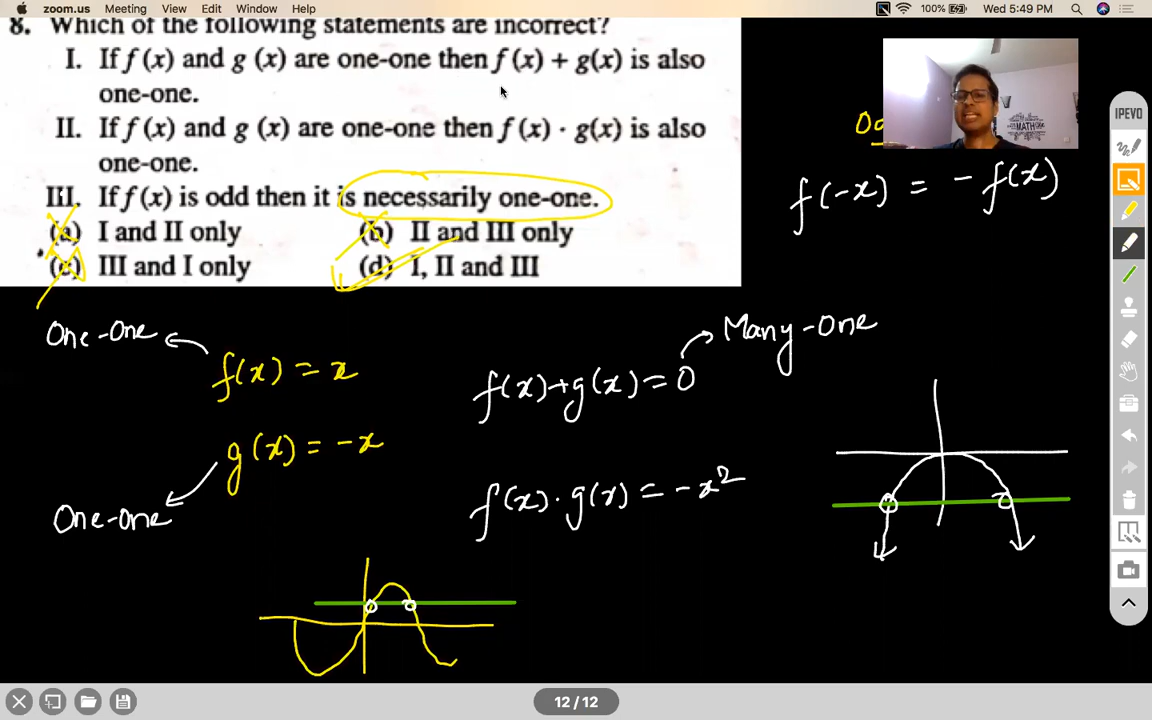 zoom.us Meeting View Edit Window Help 100% Wed 5:49 PM
8. Which of the following statements are incorrect?
I. If f (x) and g (x) are one-one then f (x) + g(x) is also
one-one.
II. If f (x) and g (x) are one-one then f (x) · g(x) is also
one-one.
III. If f (x) is odd then it is necessarily one-one.
(a) I and II only (b) II and III only
(c) III and I only (d) I, II and III
MATH
IPEVO
f(-x) = - f(x)
One-One
f(x) = x
g(x) = -x
One-One
Many-One
f(x)+g(x) = 0
f(x) · g(x) = -x²
12 / 12